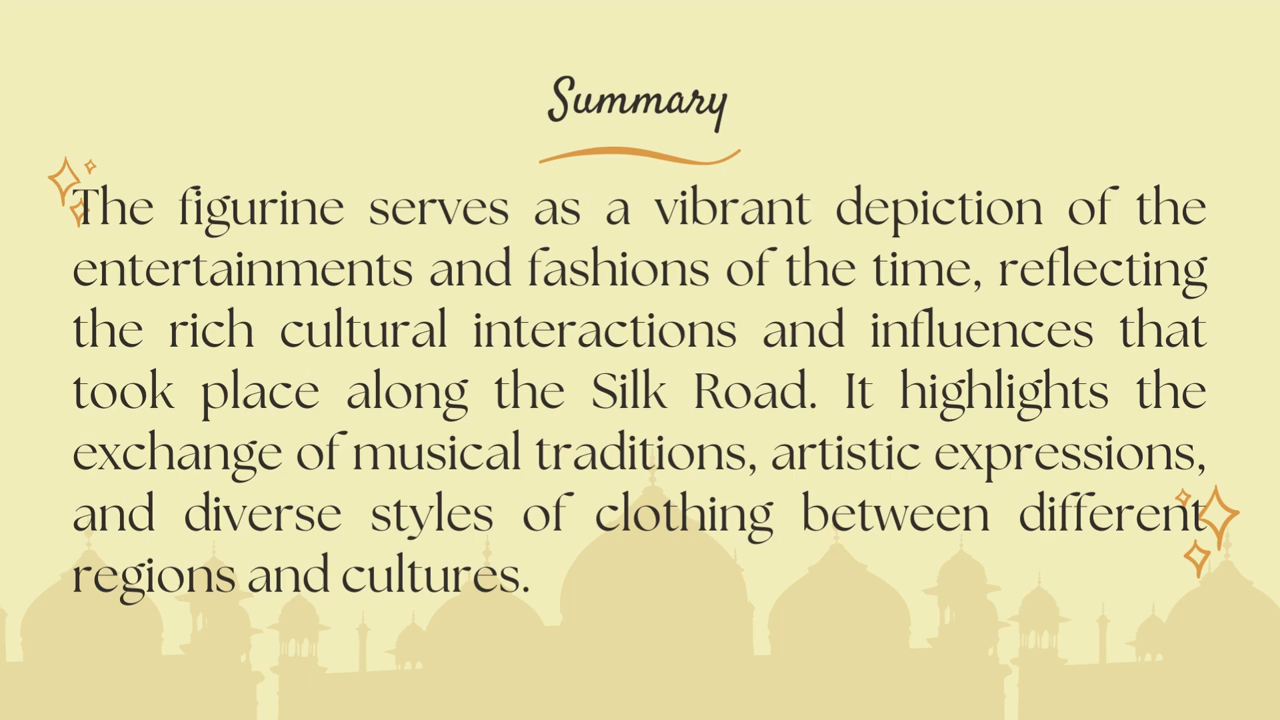 Summary
The figurine serves as a vibrant depiction of the
entertainments and fashions of the time, reflecting
the rich cultural interactions and influences that
took place along the Silk Road. It highlights the
exchange of musical traditions, artistic expressions,
and diverse styles of clothing between different
regions and cultures.